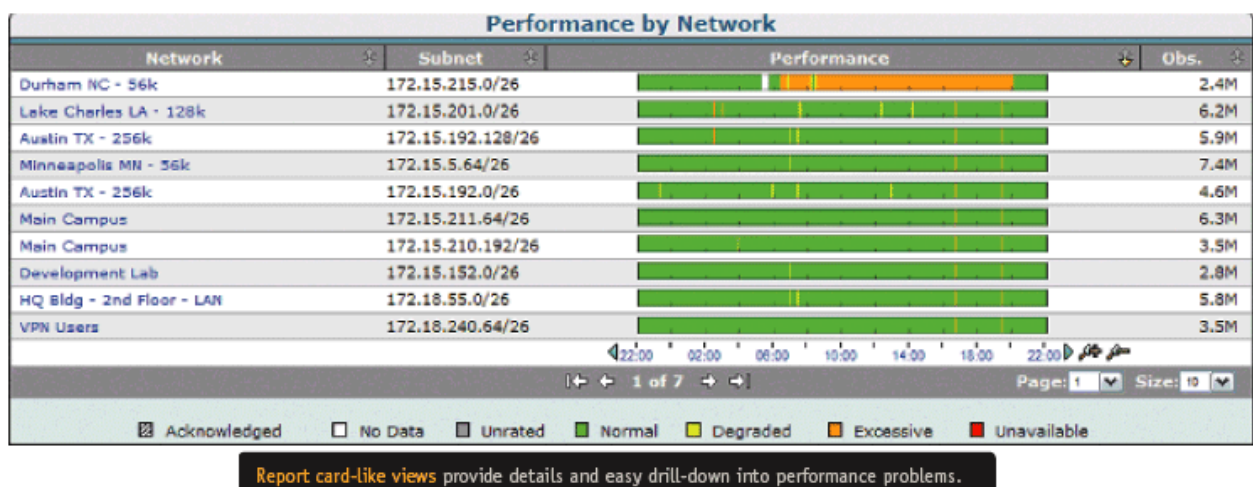 Performance by Network
Network Subnet Performance Obs.
Durham NC - 56k 172.15.215.0/26 2.4M
Lake Charles LA - 128k 172.15.201.0/26 6.2M
Austin TX - 256k 172.15.192.128/26 5.9M
Minneapolis MN - 56k 172.15.5.64/26 7.4M
Austin TX - 256k 172.15.192.0/26 4.6M
Main Campus 172.15.211.64/26 6.3M
Main Campus 172.15.210.192/26 3.5M
Development Lab 172.15.152.0/26 2.8M
HQ Bldg - 2nd Floor - LAN 172.18.55.0/26 5.8M
VPN Users 172.18.240.64/26 3.5M
22:00 02:00 06:00 10:00 14:00 18:00 22:00
1 of 7 Page: 1 Size: 10
Acknowledged No Data Unrated Normal Degraded Excessive Unavailable
Report card-like views provide details and easy drill-down into performance problems.